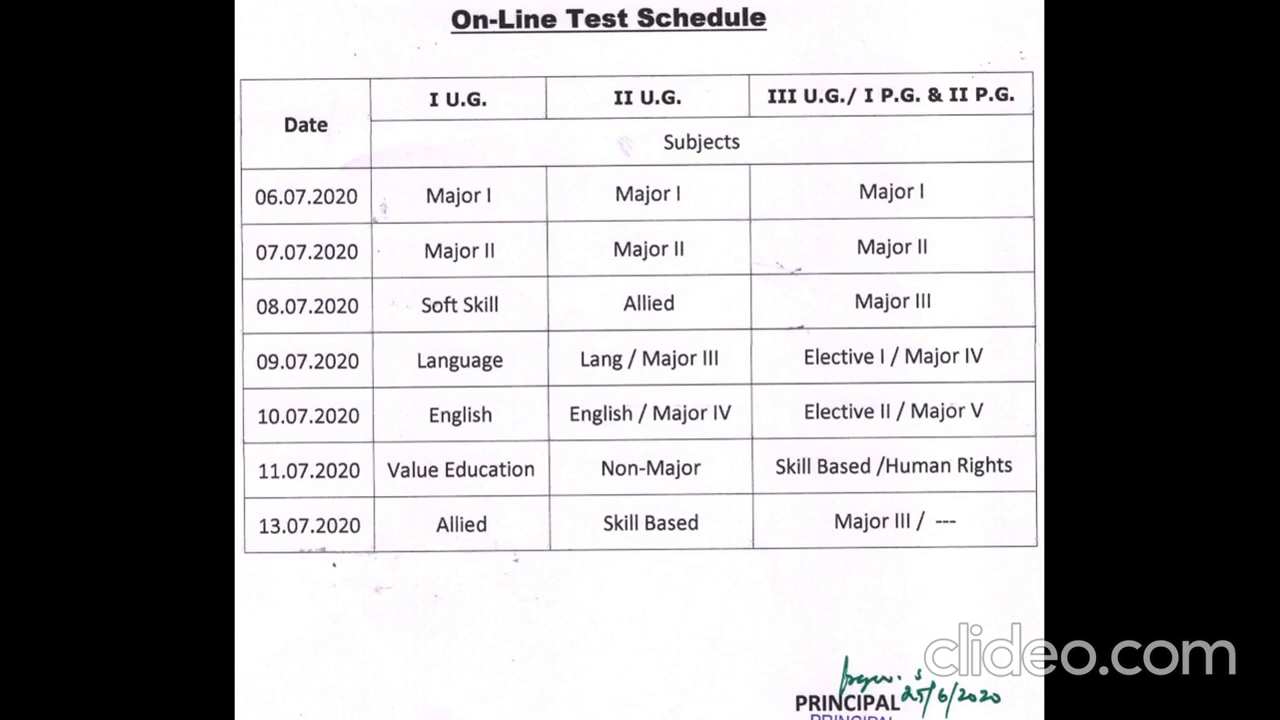 On-Line Test Schedule
Date I U.G. II U.G. III U.G./ I P.G. & II P.G.
Subjects
06.07.2020 Major I Major I Major I
07.07.2020 Major II Major II Major II
08.07.2020 Soft Skill Allied Major III
09.07.2020 Language Lang / Major III Elective I / Major IV
10.07.2020 English English / Major IV Elective II / Major V
11.07.2020 Value Education Non-Major Skill Based /Human Rights
13.07.2020 Allied Skill Based Major III / ---
clideo.com
PRINCIPAL 25/6/2020
PRINCIPAL